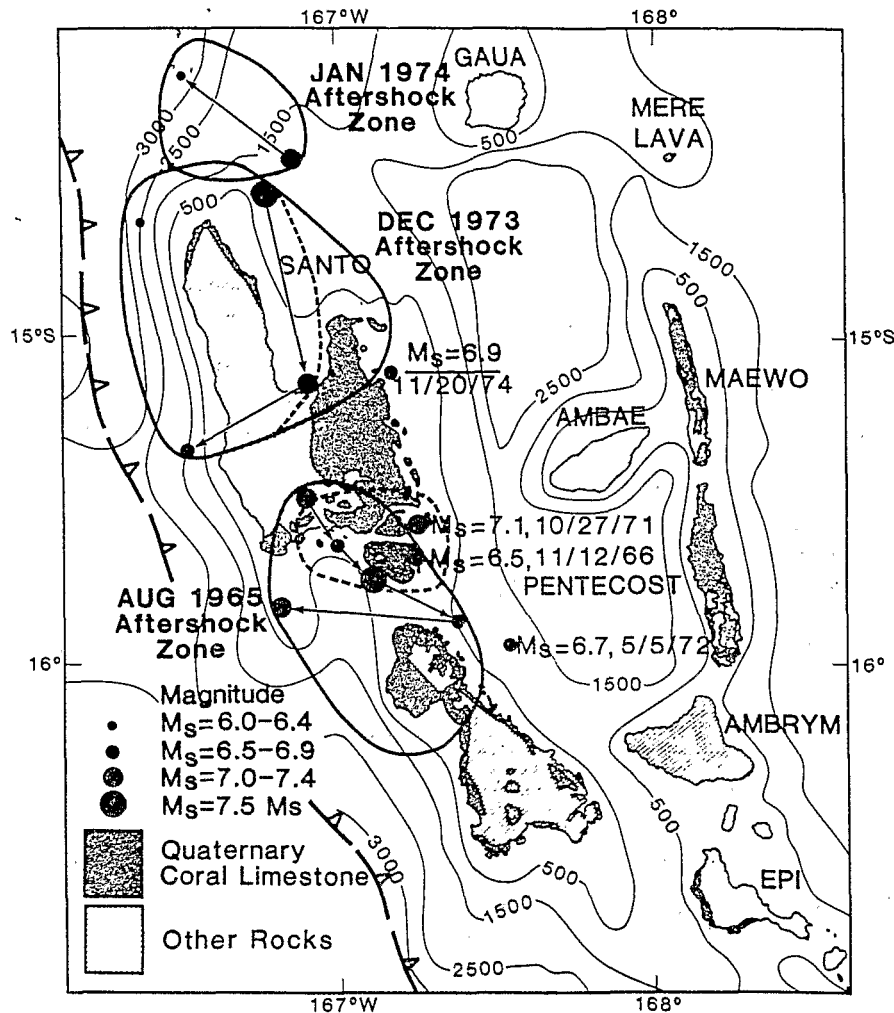 167°W
168°
GAUA
JAN 1974
Aftershock
Zone
MERE
LAVA
3000
2500
1500
500
500
DEC 1973
Aftershock
Zone
SANTO
1500
500
15°S
15°S
Ms=6.9
11/20/74
MAEWO
2500
AMBAE
Ms=7.1, 10/27/71
Ms=6.5, 11/12/66
PENTECOST
AUG 1965
Aftershock
Zone
Ms=6.7, 5/5/72
16°
16°
1500
Magnitude
Ms=6.0-6.4
Ms=6.5-6.9
Ms=7.0-7.4
Ms=7.5 Ms
AMBRYM
3000
500
Quaternary
Coral Limestone
EPI
500
1500
Other Rocks
2500
167°W
168°